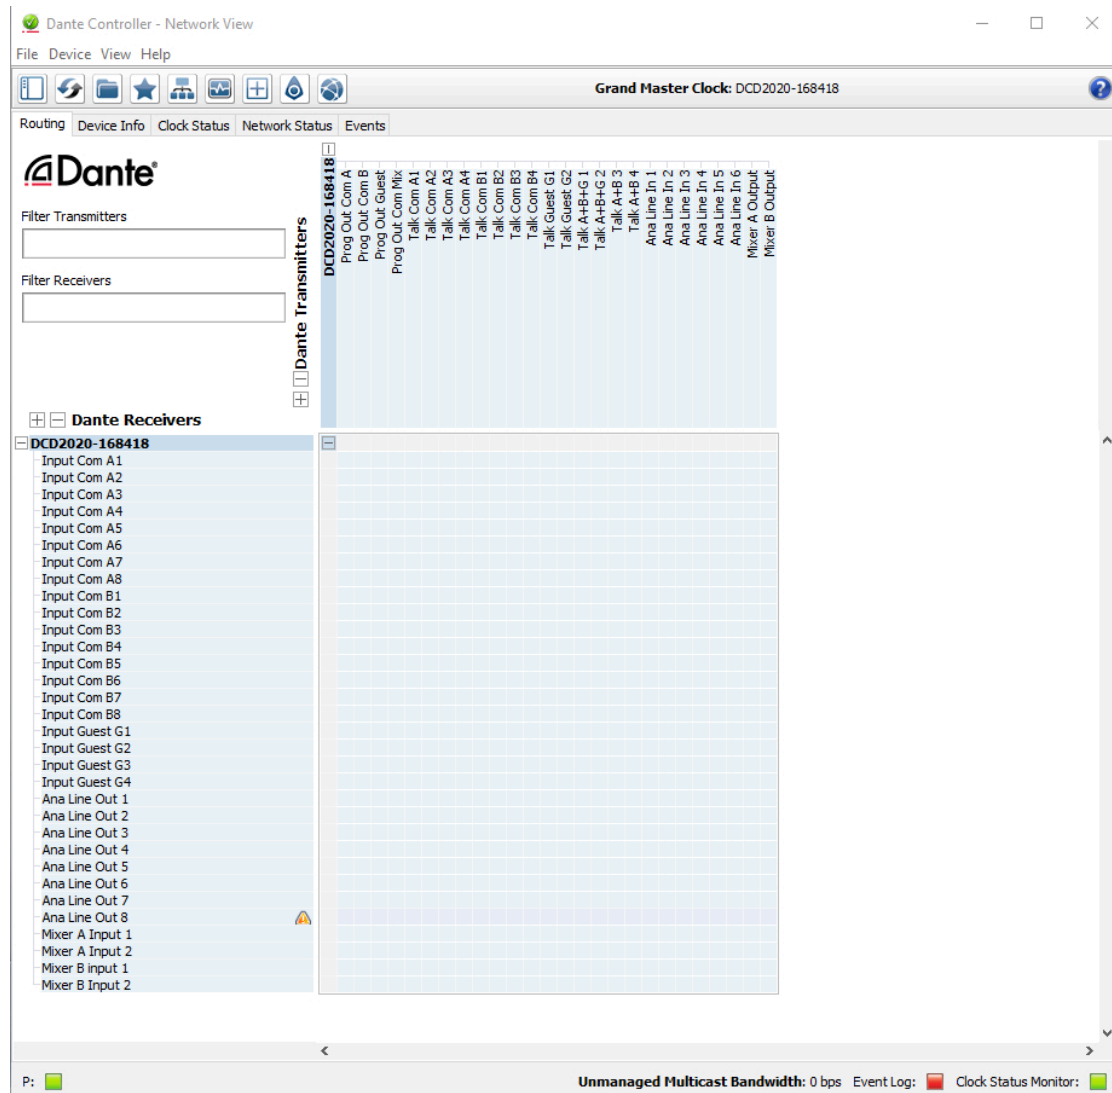 Dante Controller - Network View
File Device View Help
Grand Master Clock: DCD2020-168418
Routing Device Info Clock Status Network Status Events
Dante®
Filter Transmitters
Filter Receivers
Dante Transmitters
DCD2020-168418
Prog Out Com A
Prog Out Com B
Prog Out Guest
Prog Out Com Mix
Talk Com A1
Talk Com A2
Talk Com A3
Talk Com A4
Talk Com B1
Talk Com B2
Talk Com B3
Talk Com B4
Talk Guest G1
Talk Guest G2
Talk A+B+G 1
Talk A+B+G 2
Talk A+B 3
Talk A+B 4
Ana Line In 1
Ana Line In 2
Ana Line In 3
Ana Line In 4
Ana Line In 5
Ana Line In 6
Mixer A Output
Mixer B Output
Dante Receivers
DCD2020-168418
Input Com A1
Input Com A2
Input Com A3
Input Com A4
Input Com A5
Input Com A6
Input Com A7
Input Com A8
Input Com B1
Input Com B2
Input Com B3
Input Com B4
Input Com B5
Input Com B6
Input Com B7
Input Com B8
Input Guest G1
Input Guest G2
Input Guest G3
Input Guest G4
Ana Line Out 1
Ana Line Out 2
Ana Line Out 3
Ana Line Out 4
Ana Line Out 5
Ana Line Out 6
Ana Line Out 7
Ana Line Out 8
Mixer A Input 1
Mixer A Input 2
Mixer B input 1
Mixer B Input 2
P: Unmanaged Multicast Bandwidth: 0 bps Event Log: Clock Status Monitor: